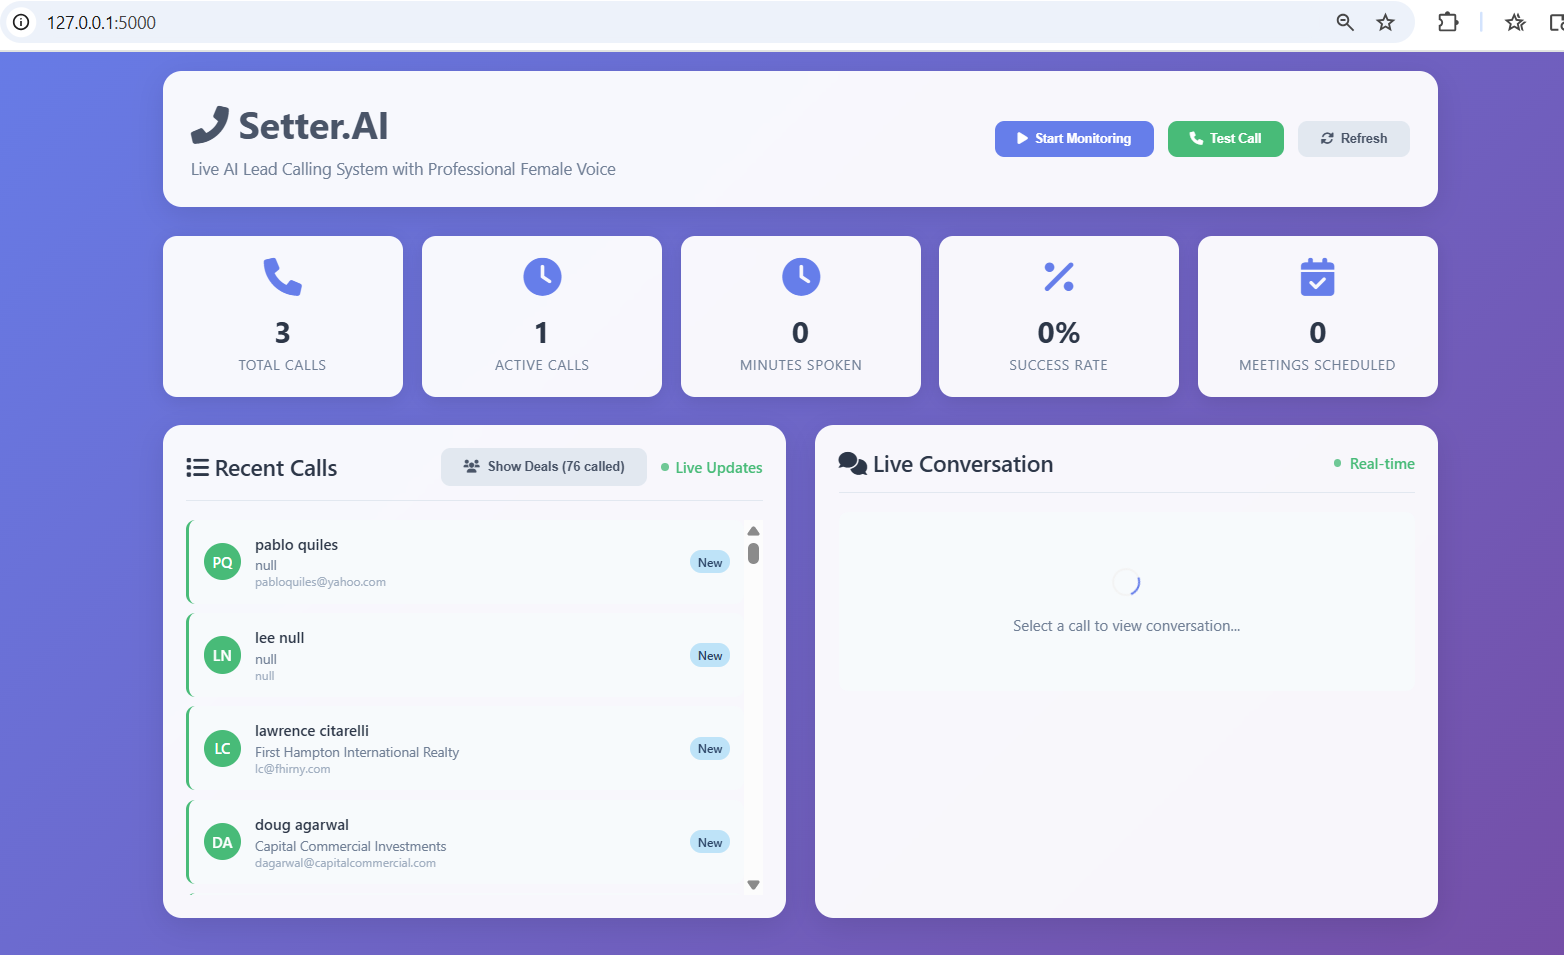 127.0.0.1:5000
Setter.AI
Live AI Lead Calling System with Professional Female Voice
Start Monitoring
Test Call
Refresh
3
TOTAL CALLS
1
ACTIVE CALLS
0
MINUTES SPOKEN
0%
SUCCESS RATE
0
MEETINGS SCHEDULED
Recent Calls
Show Deals (76 called)
Live Updates
PQ
pablo quiles
null
pabloquiles@yahoo.com
New
LN
lee null
null
null
New
LC
lawrence citarelli
First Hampton International Realty
lc@fhirny.com
New
DA
doug agarwal
Capital Commercial Investments
dagarwal@capitalcommercial.com
New
Live Conversation
Real-time
Select a call to view conversation...